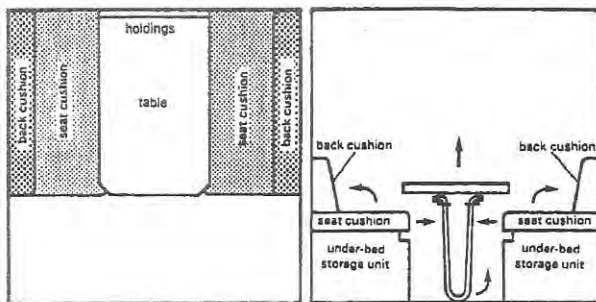 holdings
back cushion
seat cushion
table
seat cushion
back cushion
back cushion
back cushion
seat cushion
seat cushion
under-bed
storage unit
under-bed
storage unit